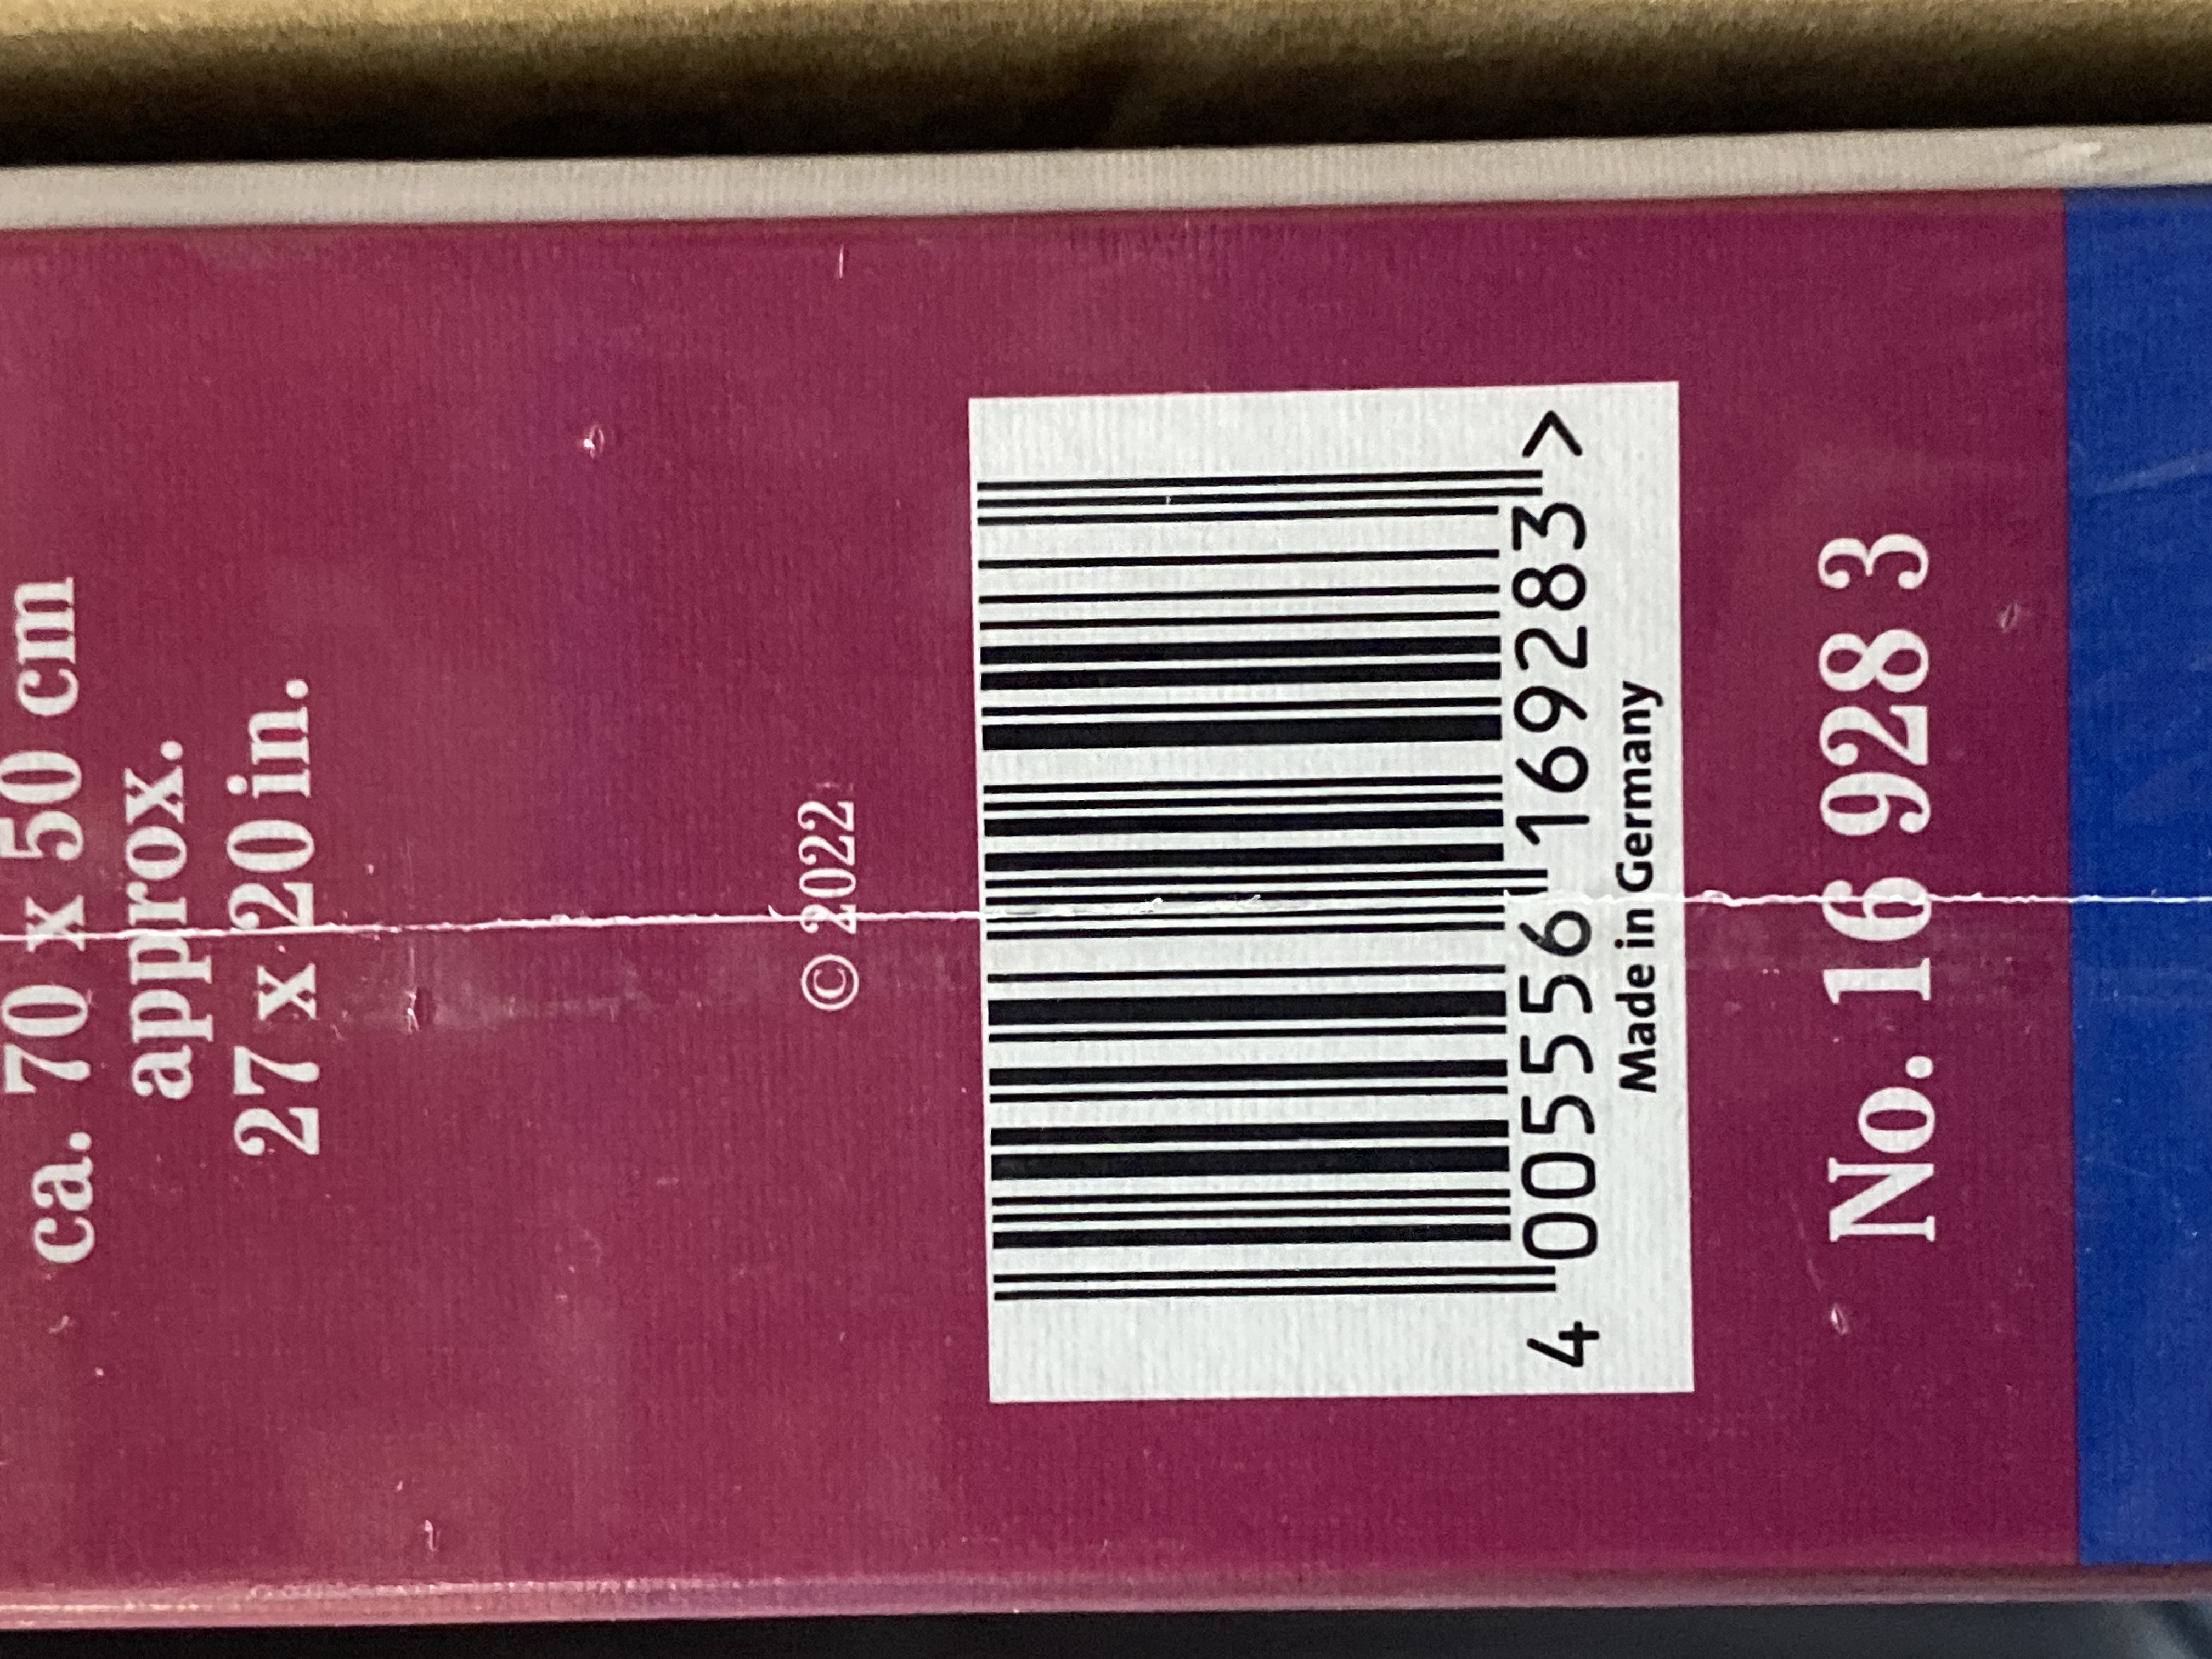 ca. 70 x 50 cm
approx.
27 x 20 in.
© 2022
4 005556 169283 >
Made in Germany
No. 16 928 3